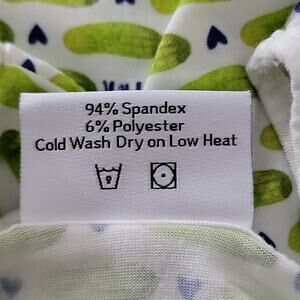 94% Spandex
6% Polyester
Cold Wash Dry on Low Heat